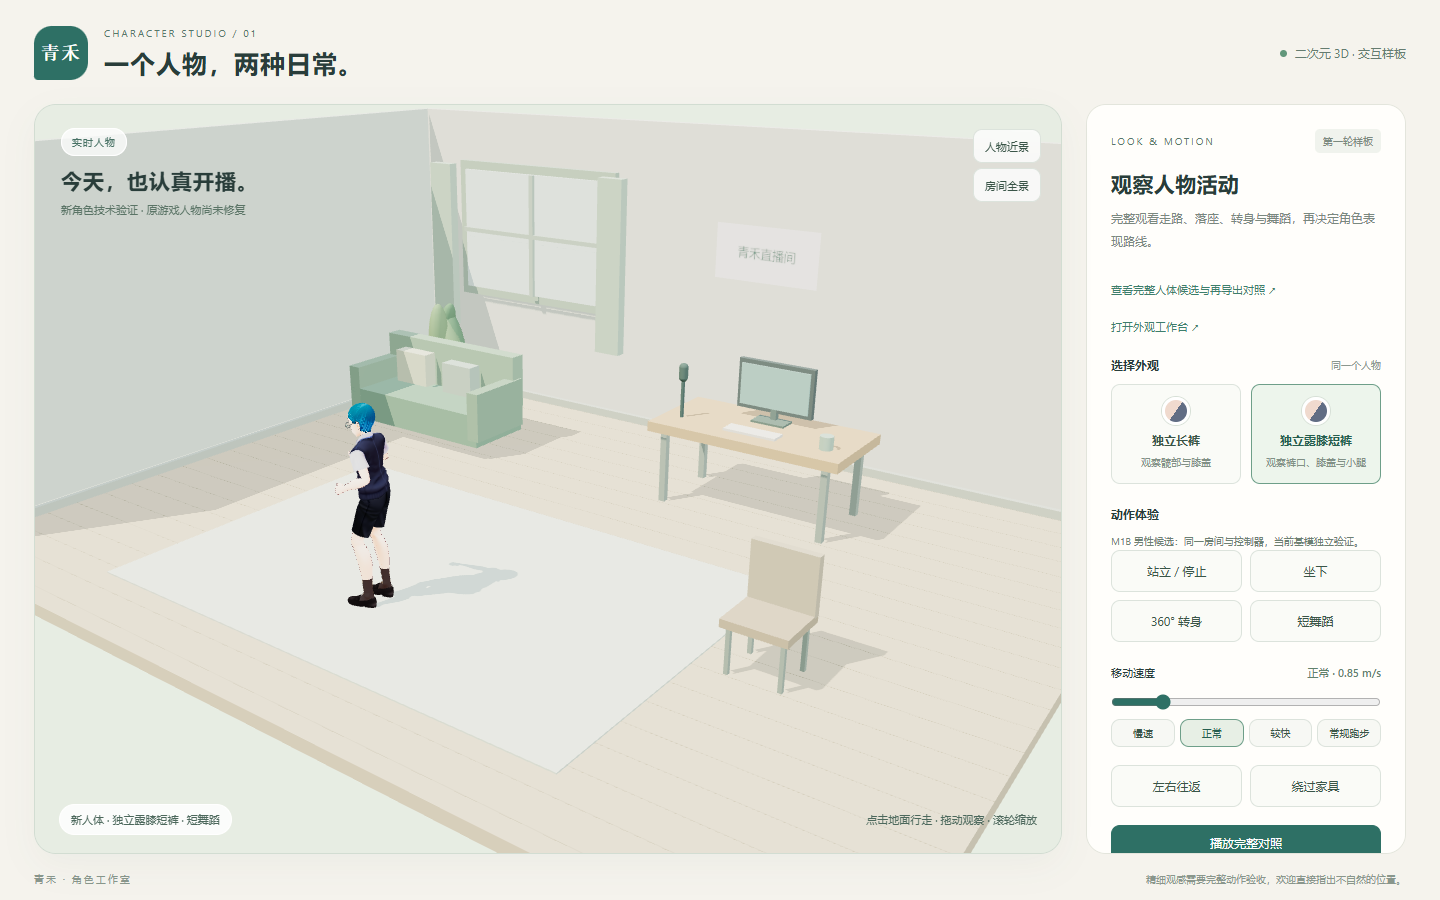 青禾
CHARACTER STUDIO / 01
一个人物，两种日常。
二次元 3D · 交互样板
实时人物
今天，也认真开播。
新角色技术验证 · 原游戏人物尚未修复
人物近景
房间全景
青禾直播间
新人体 · 独立露膝短裤 · 短舞蹈
点击地面行走 · 拖动观察 · 滚轮缩放
LOOK & MOTION
第一轮样板
观察人物活动
完整观看走路、落座、转身与舞蹈，再决定角色表
现路线。
查看完整人体候选与再导出对照 ↗
打开外观工作台 ↗
选择外观
同一个人物
独立长裤
观察髋部与膝盖
独立露膝短裤
观察裤口、膝盖与小腿
动作体验
M18 男性候选：同一房间与控制器，当前基模独立验证。
站立 / 停止
坐下
360° 转身
短舞蹈
移动速度
正常 · 0.85 m/s
慢速
正常
较快
常规跑步
左右往返
绕过家具
播放完整对照
青禾 · 角色工作室
精细观感需要完整动作验收，欢迎直接指出不自然的位置。